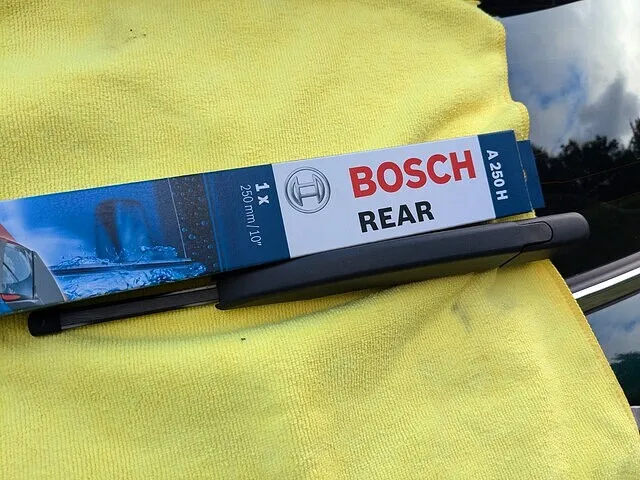 1 x
250 mm / 10"
BOSCH
REAR
A 250 H